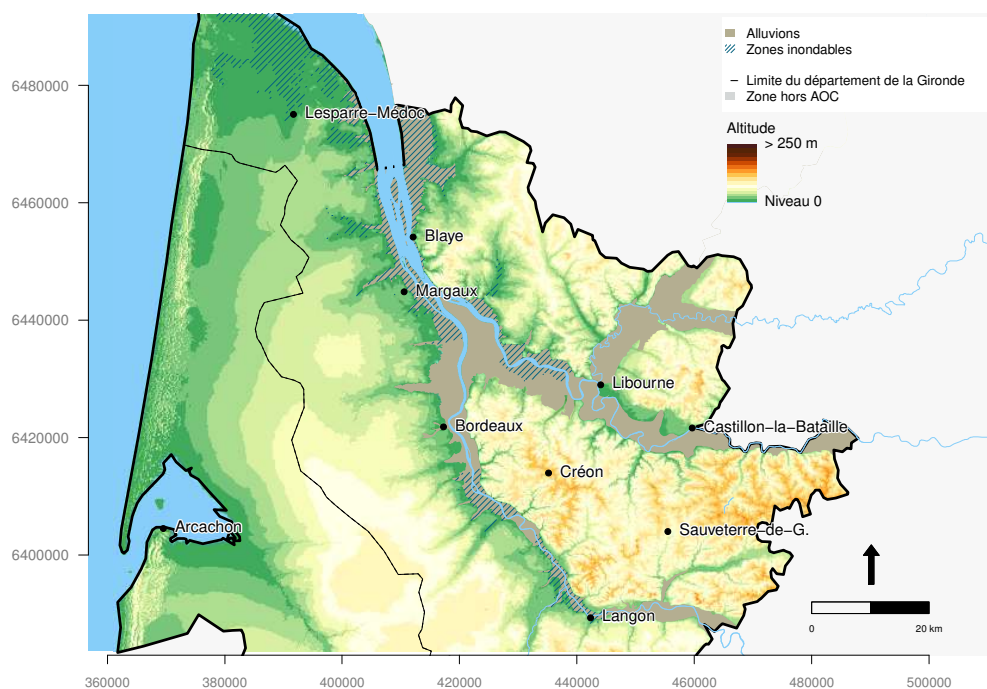 Alluvions
Zones inondables
Limite du département de la Gironde
Zone hors AOC
Altitude
> 250 m
Niveau 0
6480000
6460000
6440000
6420000
6400000
Lesparre−Médoc
Blaye
Margaux
Libourne
Bordeaux
Castillon−la−Bataille
Créon
Arcachon
Sauveterre−de−G.
Langon
0
20 km
360000
380000
400000
420000
440000
460000
480000
500000